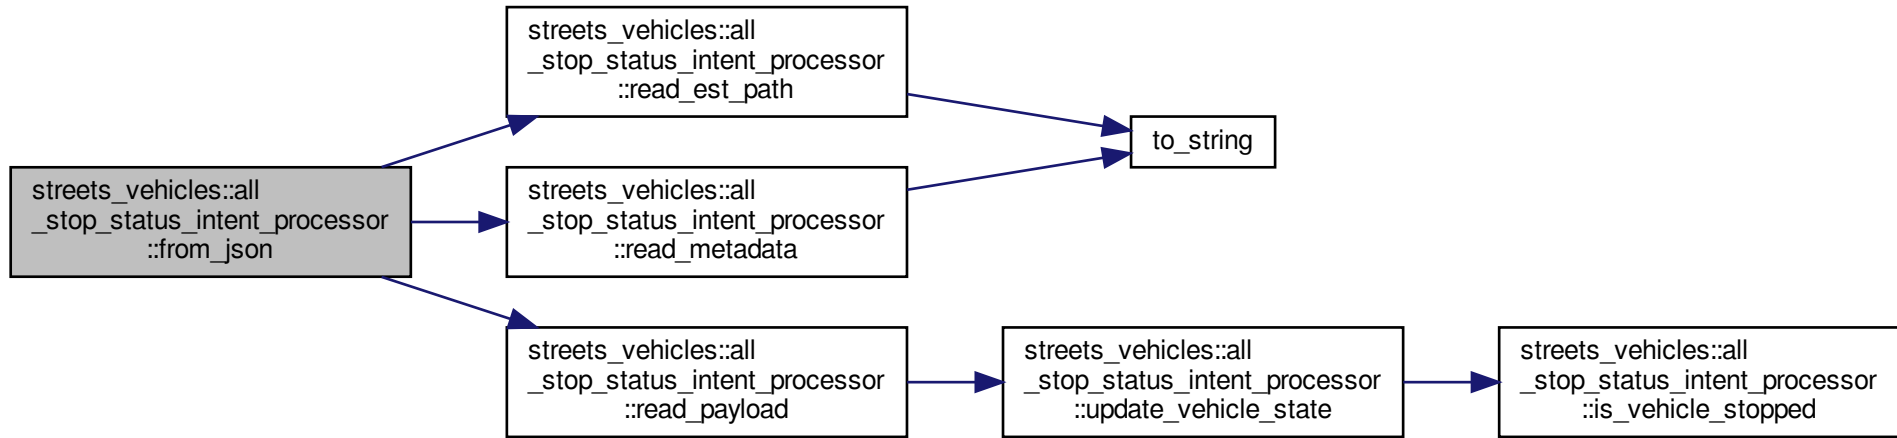 streets_vehicles::all
_stop_status_intent_processor
::from_json
streets_vehicles::all
_stop_status_intent_processor
::read_est_path
streets_vehicles::all
_stop_status_intent_processor
::read_metadata
streets_vehicles::all
_stop_status_intent_processor
::read_payload
to_string
streets_vehicles::all
_stop_status_intent_processor
::update_vehicle_state
streets_vehicles::all
_stop_status_intent_processor
::is_vehicle_stopped